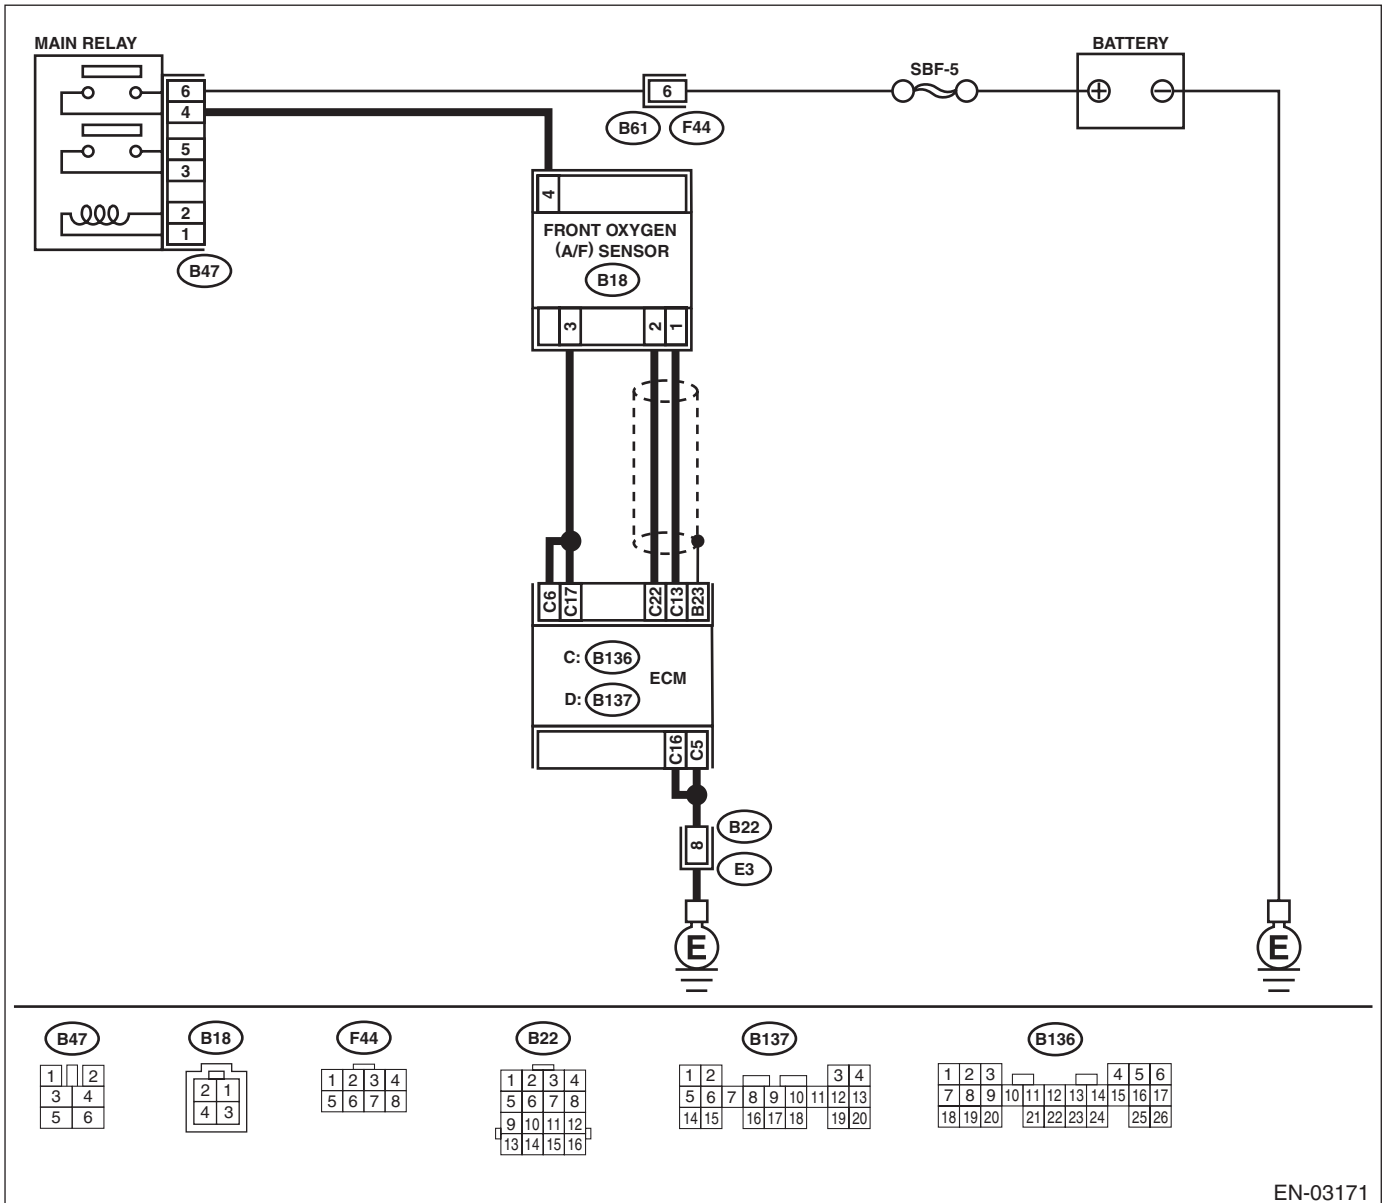 MAIN RELAY
6
4
5
3
2
1
B47
6
B61 F44
SBF-5
BATTERY
4
FRONT OXYGEN
(A/F) SENSOR
B18
3 2 1
C6 C17 C22 C13 B23
C: B136
ECM
D: B137
C16 C5
8
B22
E3
E
E
B47
1 2
3 4
5 6
B18
2 1
4 3
F44
1 2 3 4
5 6 7 8
B22
1 2 3 4
5 6 7 8
9 10 11 12
13 14 15 16
B137
1 2 3 4
5 6 7 8 9 10 11 12 13
14 15 16 17 18 19 20
B136
1 2 3 4 5 6
7 8 9 10 11 12 13 14 15 16 17
18 19 20 21 22 23 24 25 26
EN-03171